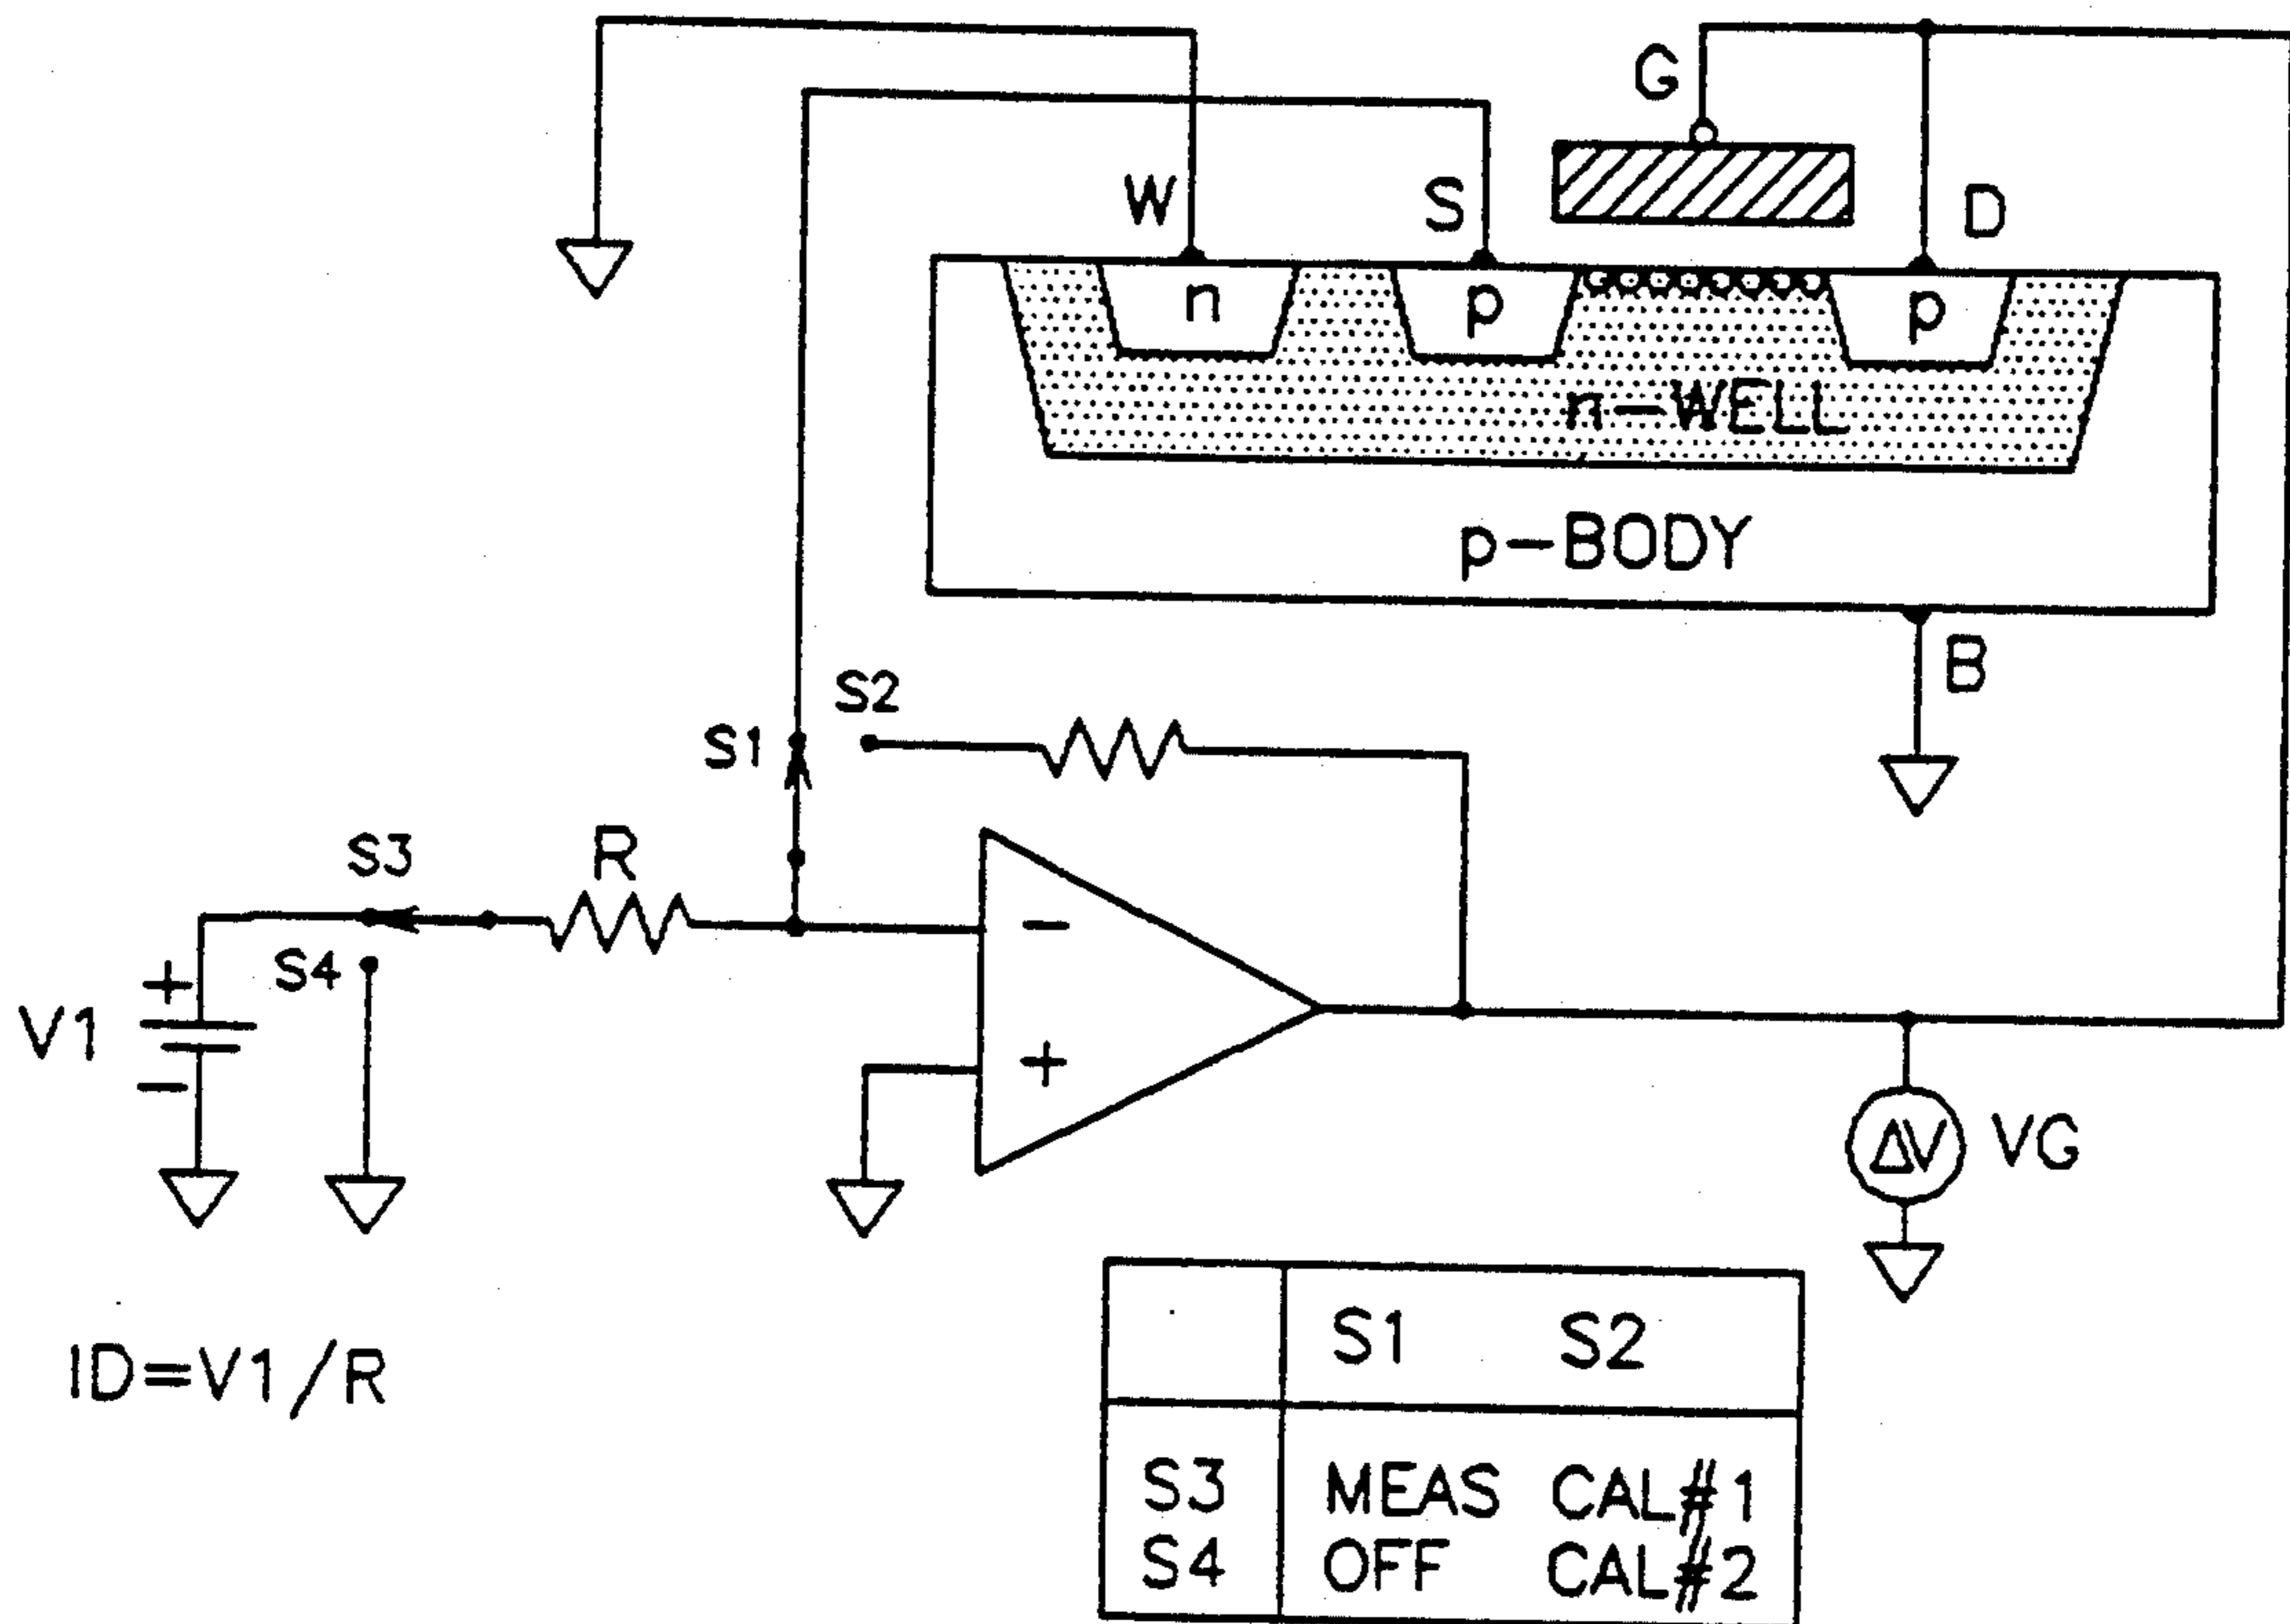 G
W
S
D
n
p
p
n-WELL
p-BODY
B
S2
S1
S3
R
S4
+
V1
-
-
+
ΔV
VG
ID=V1/R
S1 S2
S3 MEAS CAL#1
S4 OFF CAL#2